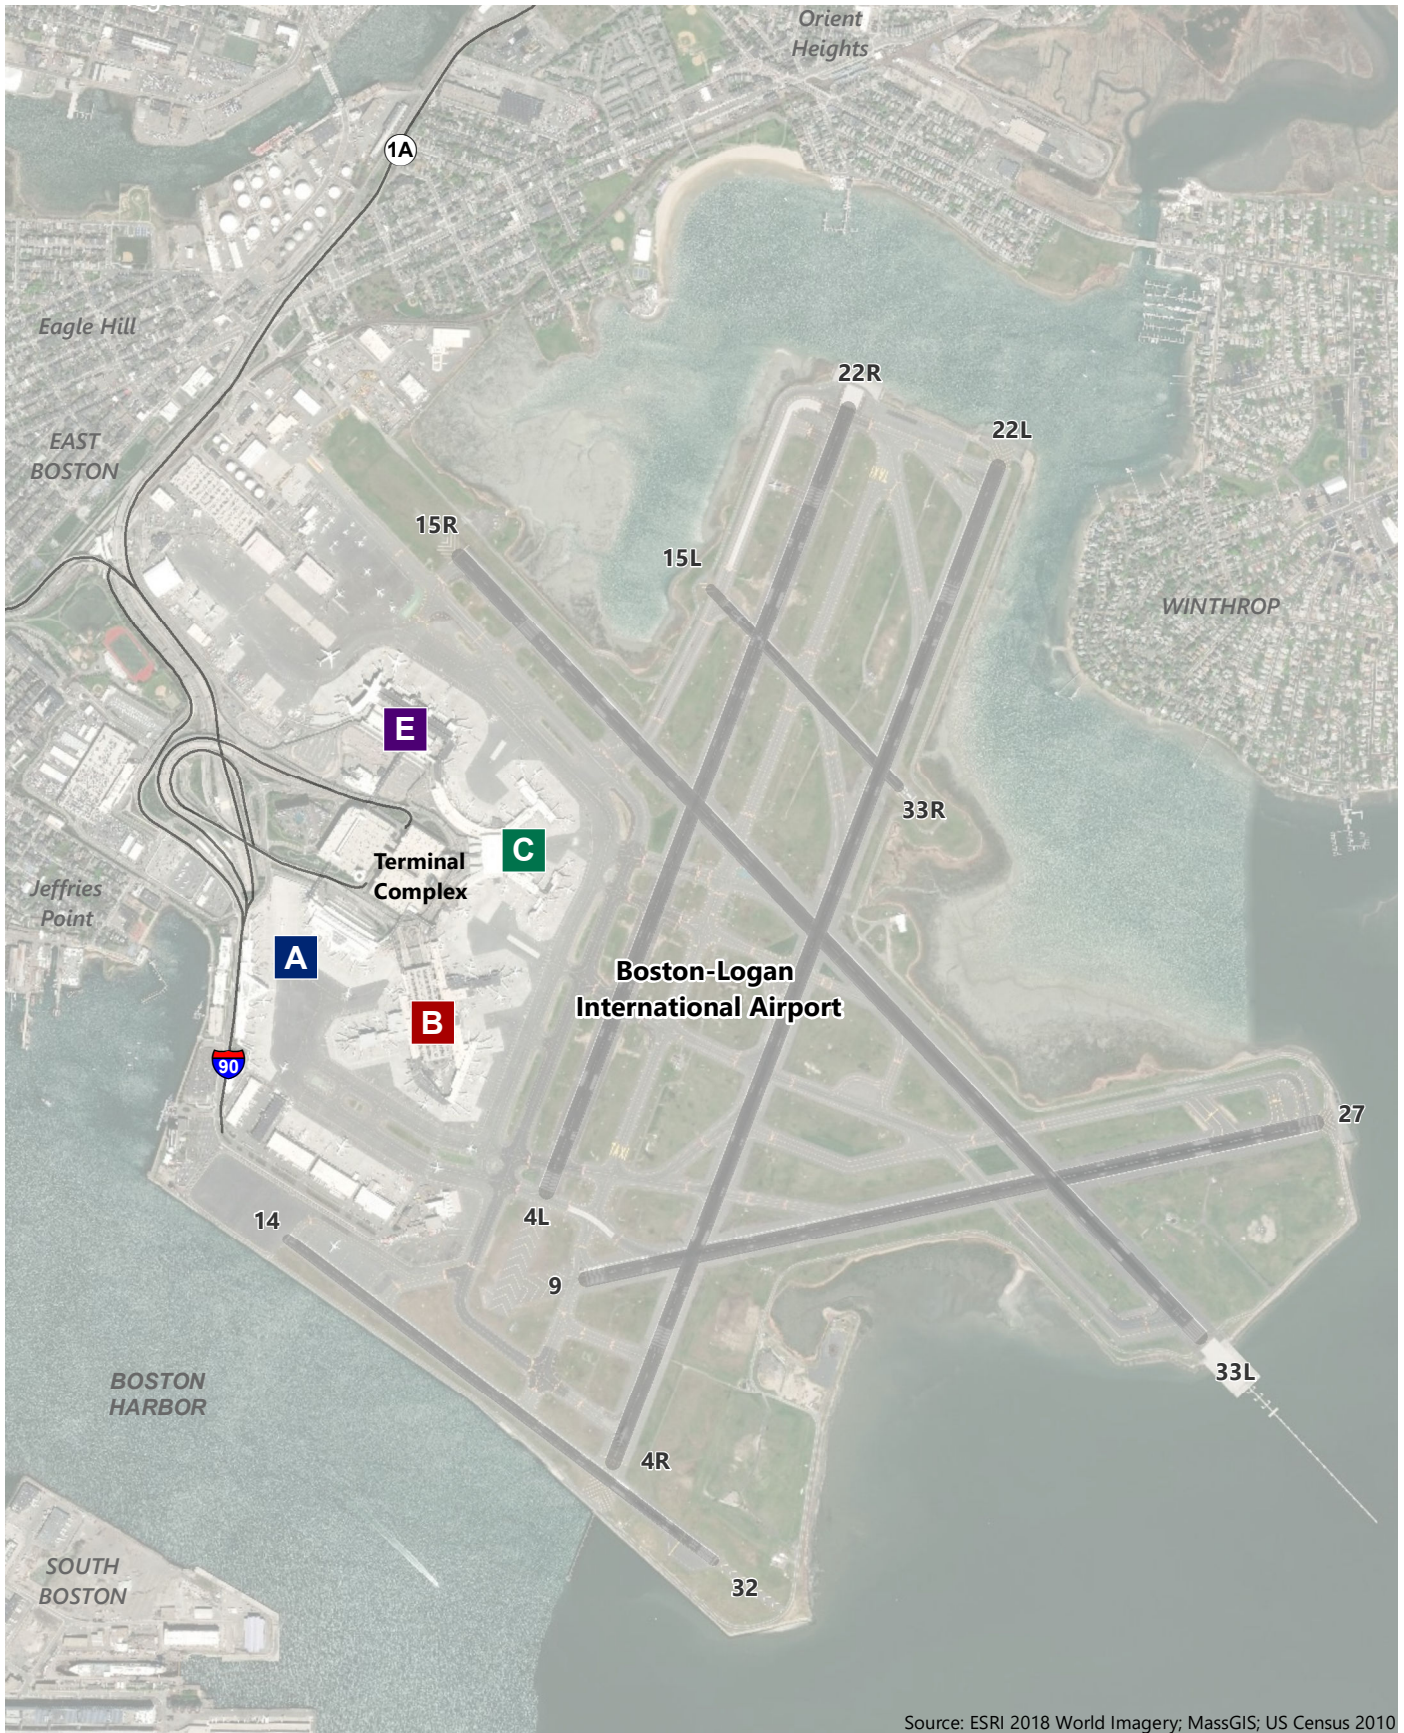 Orient
Heights
1A
Eagle Hill
22R
22L
EAST
BOSTON
15R
15L
WINTHROP
E
33R
C
Terminal
Complex
Jeffries
Point
A
Boston-Logan
International Airport
B
90
27
14
4L
9
33L
BOSTON
HARBOR
4R
SOUTH
BOSTON
32
Source: ESRI 2018 World Imagery; MassGIS; US Census 2010